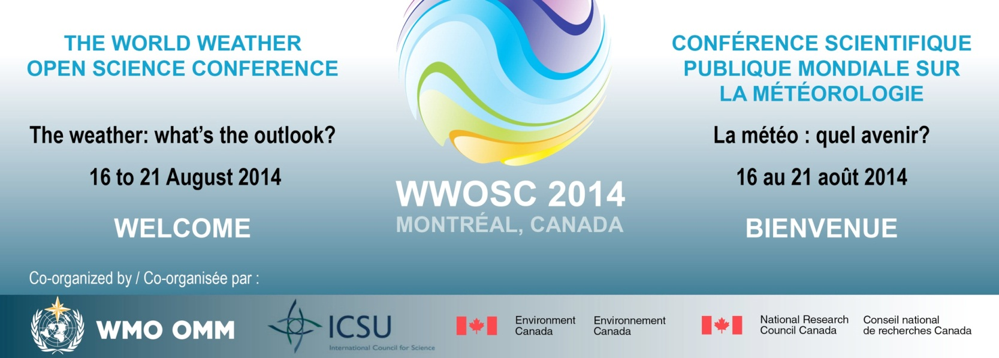 THE WORLD WEATHER
OPEN SCIENCE CONFERENCE
The weather: what's the outlook?
16 to 21 August 2014
WELCOME
WWOSC 2014
MONTRÉAL, CANADA
CONFÉRENCE SCIENTIFIQUE
PUBLIQUE MONDIALE SUR
LA MÉTÉOROLOGIE
La météo : quel avenir?
16 au 21 août 2014
BIENVENUE
Co-organized by / Co-organisée par :
WMO OMM
ICSU
International Council for Science
Environment
Canada
Environnement
Canada
National Research
Council Canada
Conseil national
de recherches Canada